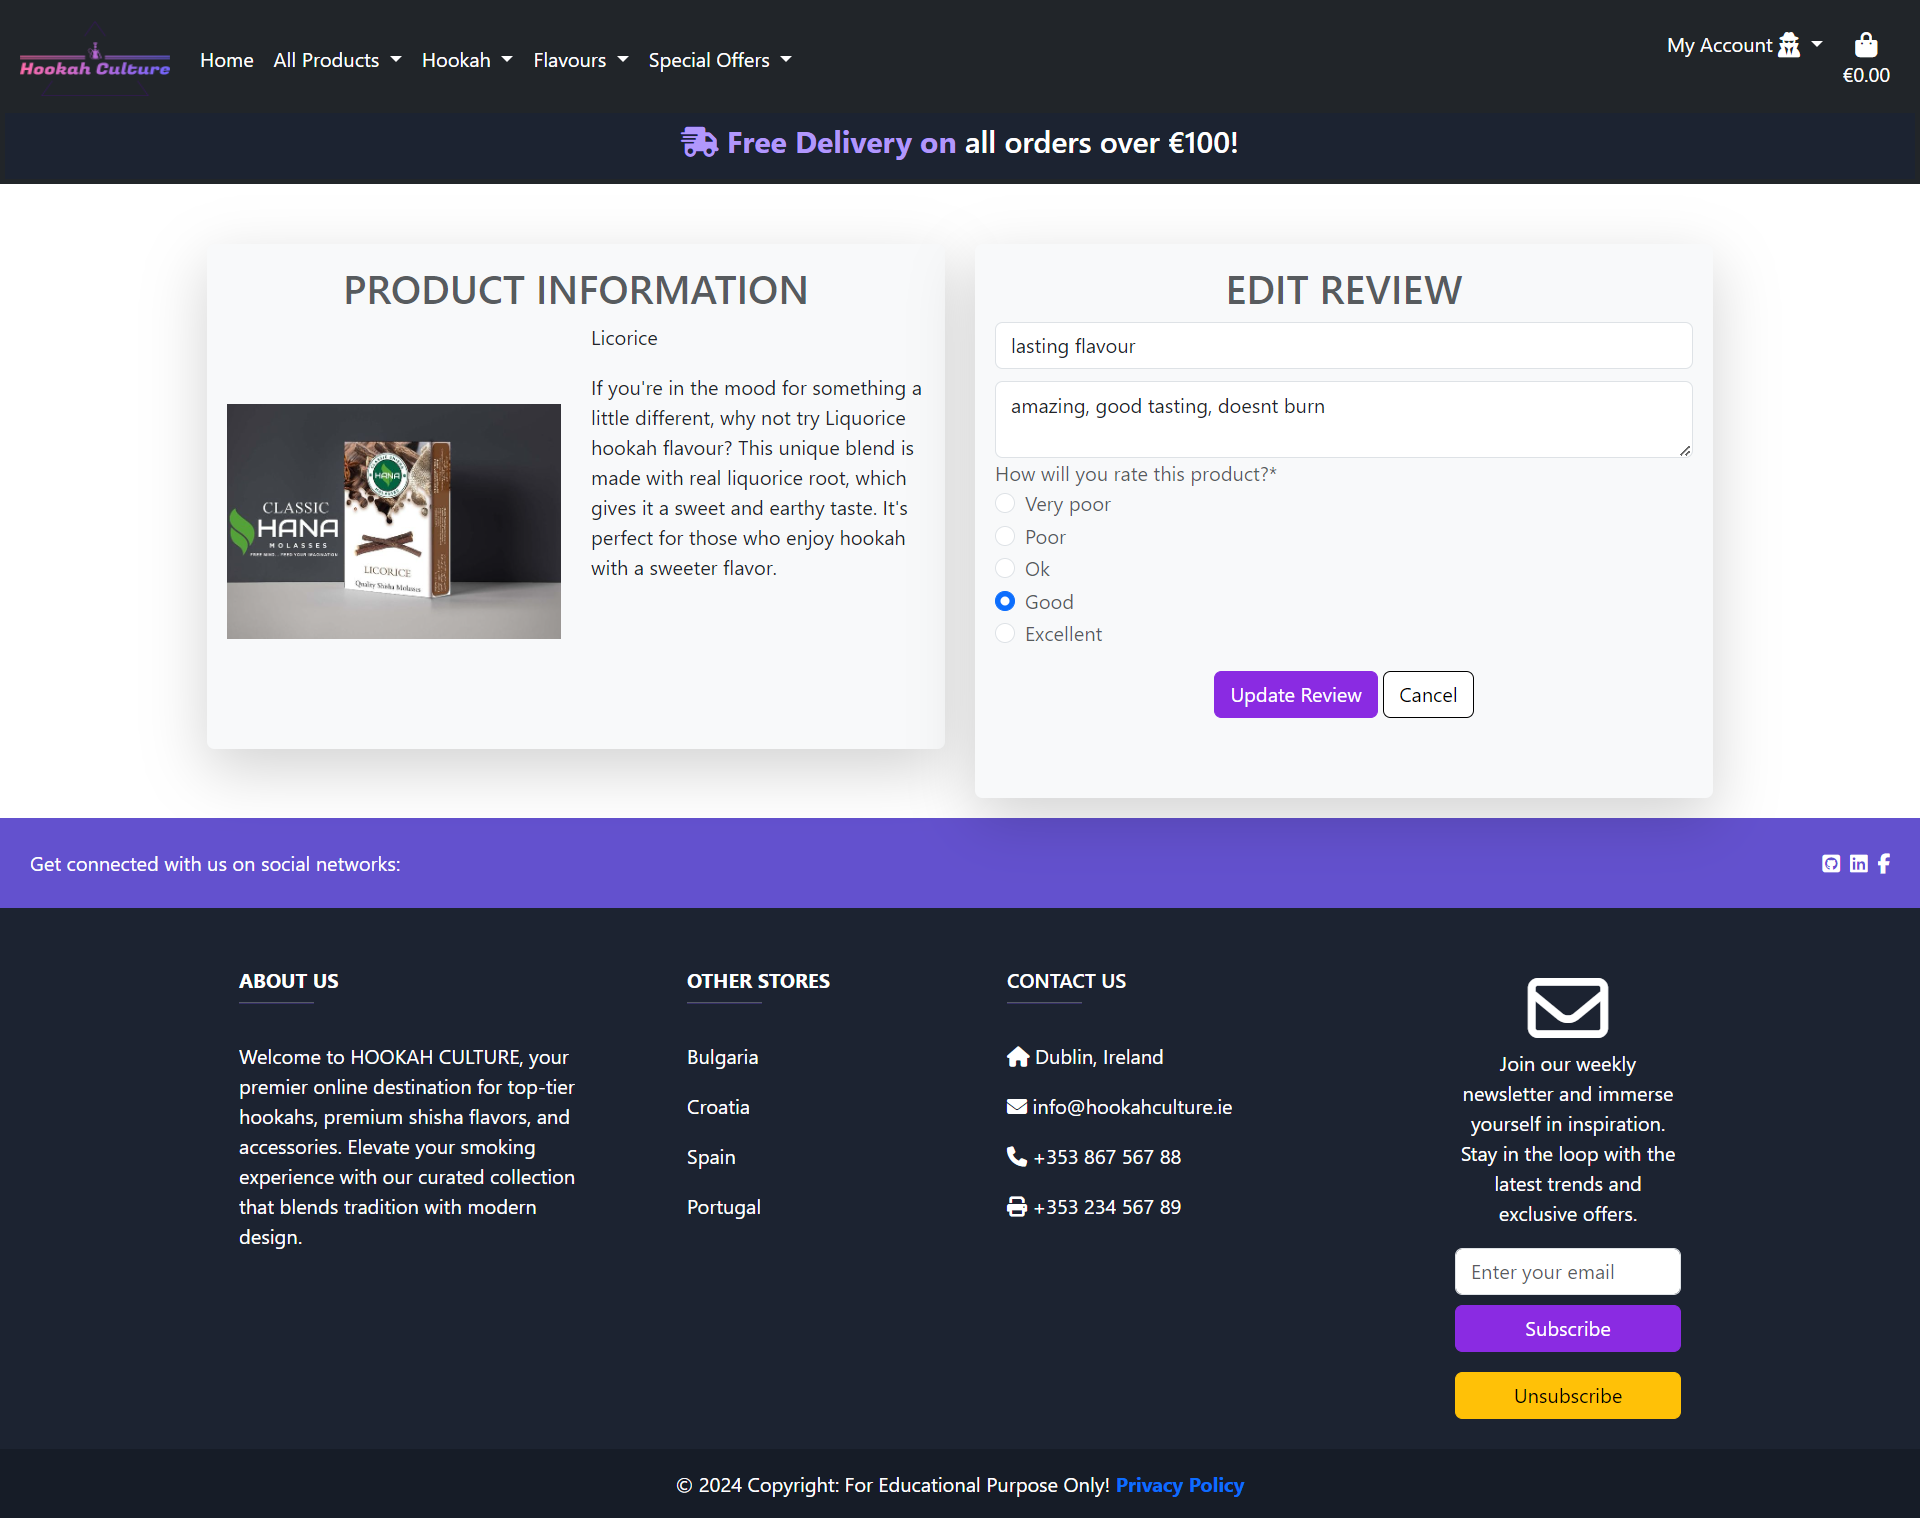 Hookah Culture
Home
All Products
Hookah
Flavours
Special Offers
My Account
€0.00
Free Delivery on all orders over €100!
PRODUCT INFORMATION
Licorice
If you're in the mood for something a
little different, why not try Liquorice
hookah flavour? This unique blend is
made with real liquorice root, which
gives it a sweet and earthy taste. It's
perfect for those who enjoy hookah
with a sweeter flavor.
CLASSIC
HANA
MOLASSES
FREE MIND... FEED YOUR IMAGINATION
HANA
LICORICE
Quality Shisha Molasses
EDIT REVIEW
lasting flavour
amazing, good tasting, doesnt burn
How will you rate this product?*
Very poor
Poor
Ok
Good
Excellent
Update Review
Cancel
Get connected with us on social networks:
ABOUT US
Welcome to HOOKAH CULTURE, your
premier online destination for top-tier
hookahs, premium shisha flavors, and
accessories. Elevate your smoking
experience with our curated collection
that blends tradition with modern
design.
OTHER STORES
Bulgaria
Croatia
Spain
Portugal
CONTACT US
Dublin, Ireland
info@hookahculture.ie
+353 867 567 88
+353 234 567 89
Join our weekly
newsletter and immerse
yourself in inspiration.
Stay in the loop with the
latest trends and
exclusive offers.
Enter your email
Subscribe
Unsubscribe
© 2024 Copyright: For Educational Purpose Only! Privacy Policy